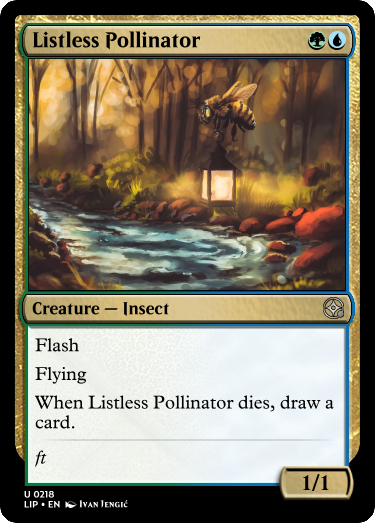 Listless Pollinator
Creature — Insect
Flash
Flying
When Listless Pollinator dies, draw a
card.
ft
1/1
U 0218
LIP • EN Ivan Jengić